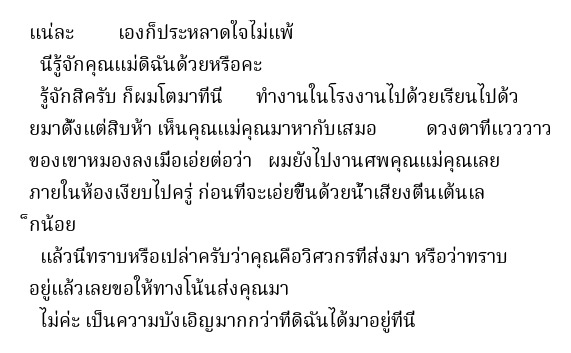 แน่ละ เองก็ประหลาดใจไม่แพ้
นี่รู้จักคุณแม่ดิฉันด้วยหรือคะ
รู้จักสิครับ ก็ผมโตมาที่นี่ ทำงานในโรงงานไปด้วยเรียนไปด้ว
ยมาตั้งแต่สิบห้า เห็นคุณแม่คุณมาหากับเสมอ ดวงตาที่แวววาว
ของเขาหมองลงเมื่อเอ่ยต่อว่า ผมยังไปงานศพคุณแม่คุณเลย
ภายในห้องเงียบไปครู่ ก่อนที่จะเอ่ยขึ้นด้วยน้ำเสียงตื่นเต้นเล
็กน้อย
แล้วนี่ทราบหรือเปล่าครับว่าคุณคือวิศวกรที่ส่งมา หรือว่าทราบ
อยู่แล้วเลยขอให้ทางโน้นส่งคุณมา
ไม่ค่ะ เป็นความบังเอิญมากกว่าที่ดิฉันได้มาอยู่ที่นี่